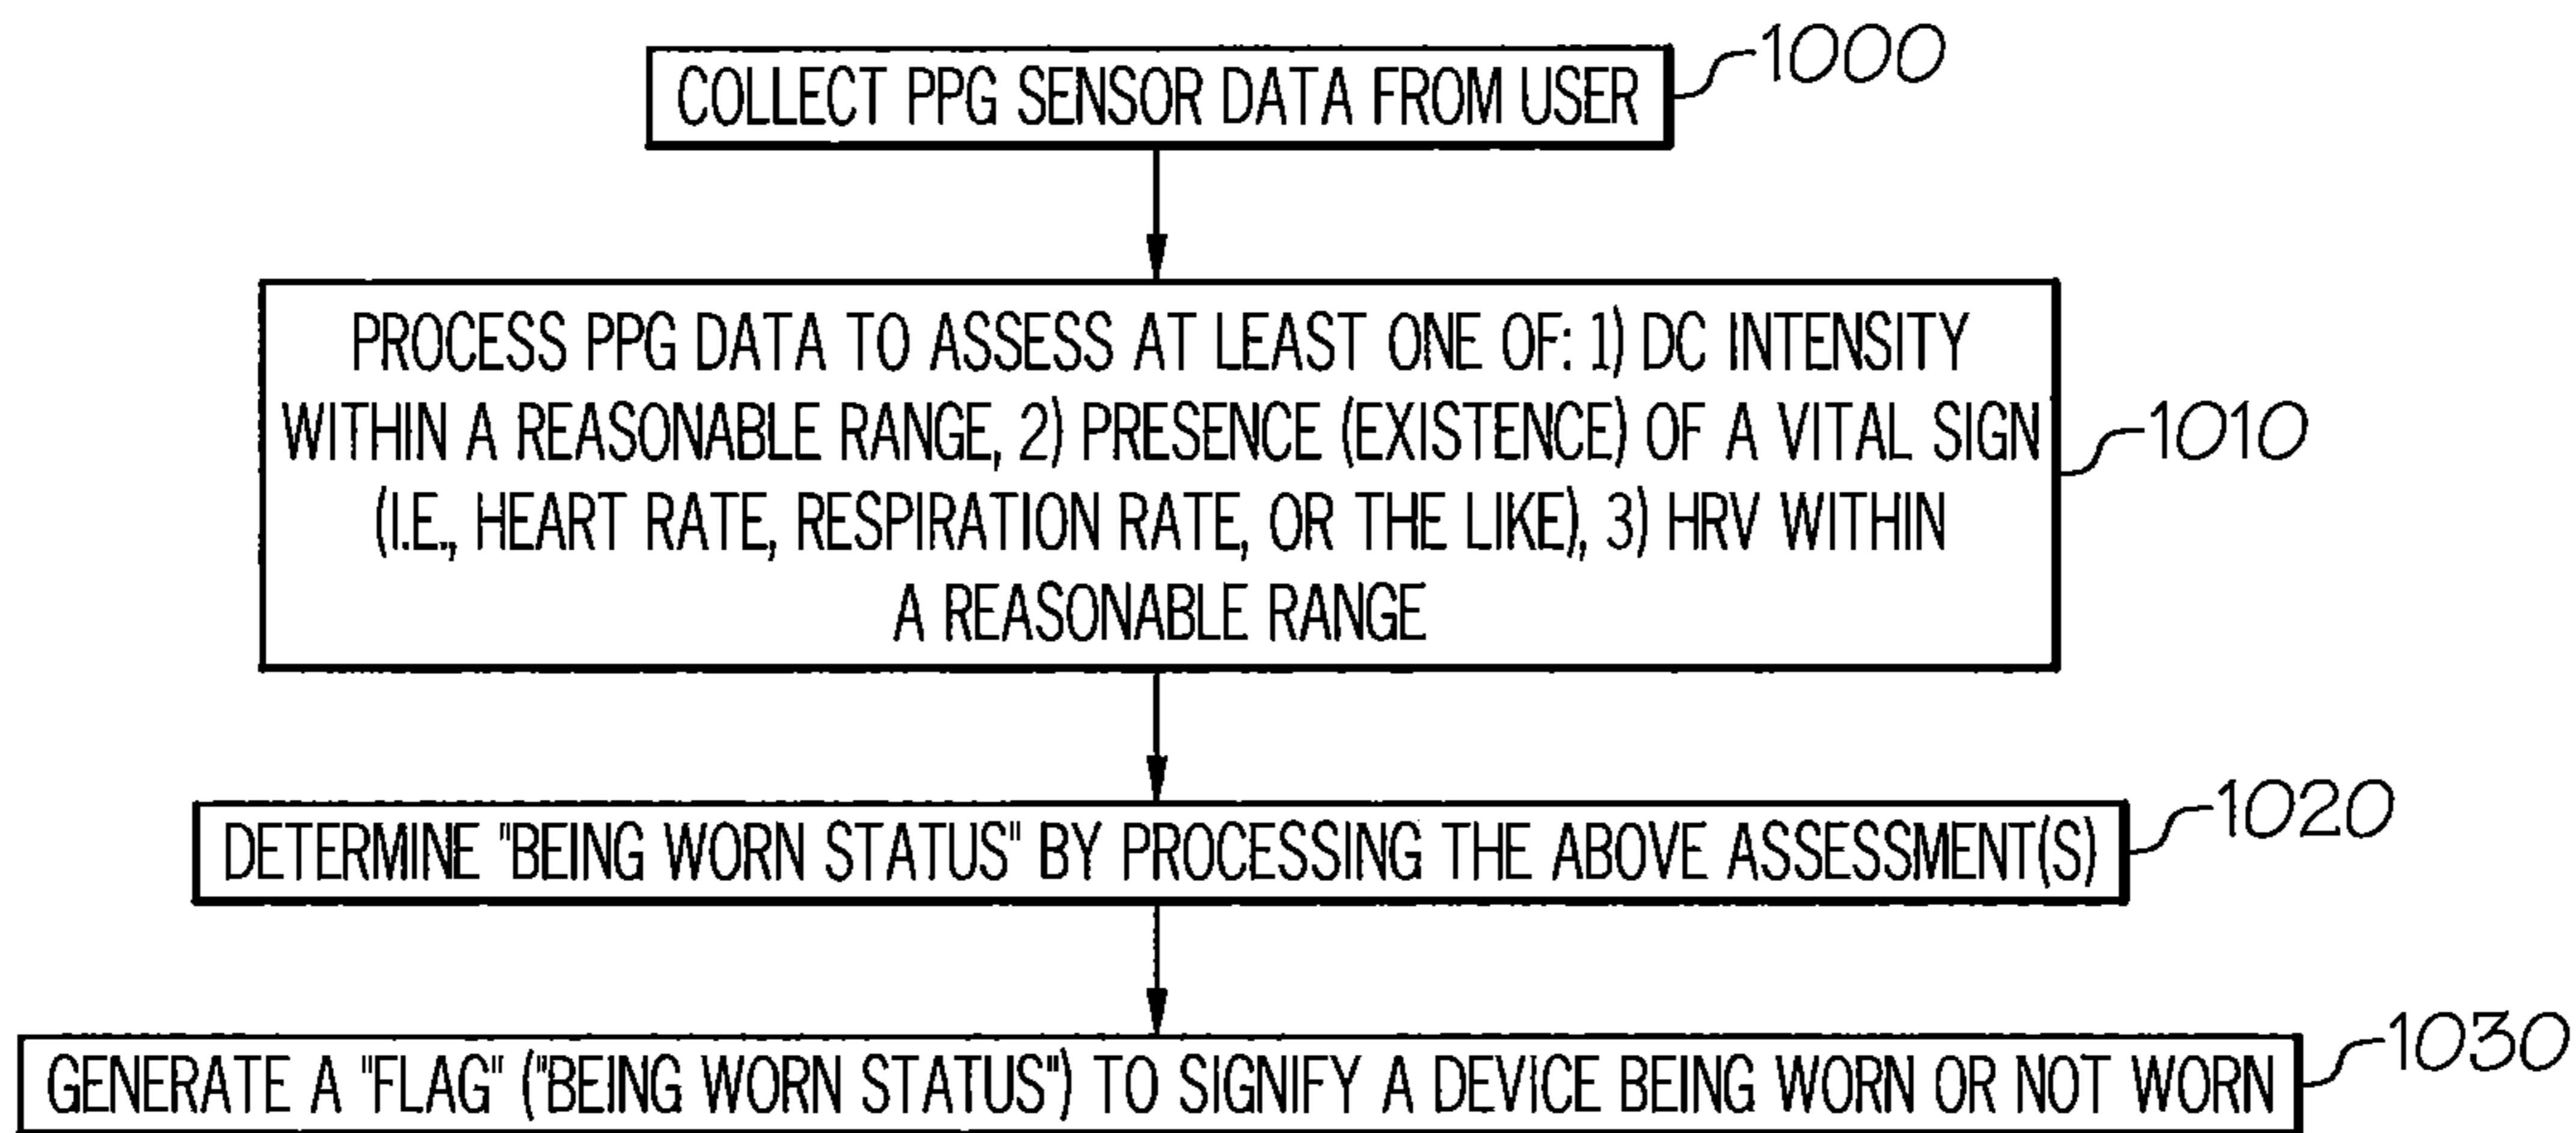 COLLECT PPG SENSOR DATA FROM USER
1000
PROCESS PPG DATA TO ASSESS AT LEAST ONE OF: 1) DC INTENSITY
WITHIN A REASONABLE RANGE, 2) PRESENCE (EXISTENCE) OF A VITAL SIGN
(I.E., HEART RATE, RESPIRATION RATE, OR THE LIKE), 3) HRV WITHIN
A REASONABLE RANGE
1010
DETERMINE "BEING WORN STATUS" BY PROCESSING THE ABOVE ASSESSMENT(S)
1020
GENERATE A "FLAG" ("BEING WORN STATUS") TO SIGNIFY A DEVICE BEING WORN OR NOT WORN
1030